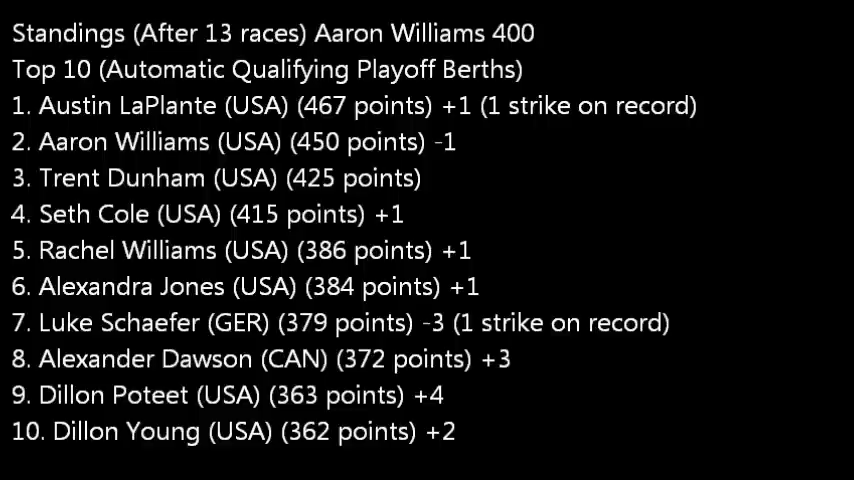 Standings (After 13 races) Aaron Williams 400
Top 10 (Automatic Qualifying Playoff Berths)
1. Austin LaPlante (USA) (467 points) +1 (1 strike on record)
2. Aaron Williams (USA) (450 points) -1
3. Trent Dunham (USA) (425 points)
4. Seth Cole (USA) (415 points) +1
5. Rachel Williams (USA) (386 points) +1
6. Alexandra Jones (USA) (384 points) +1
7. Luke Schaefer (GER) (379 points) -3 (1 strike on record)
8. Alexander Dawson (CAN) (372 points) +3
9. Dillon Poteet (USA) (363 points) +4
10. Dillon Young (USA) (362 points) +2